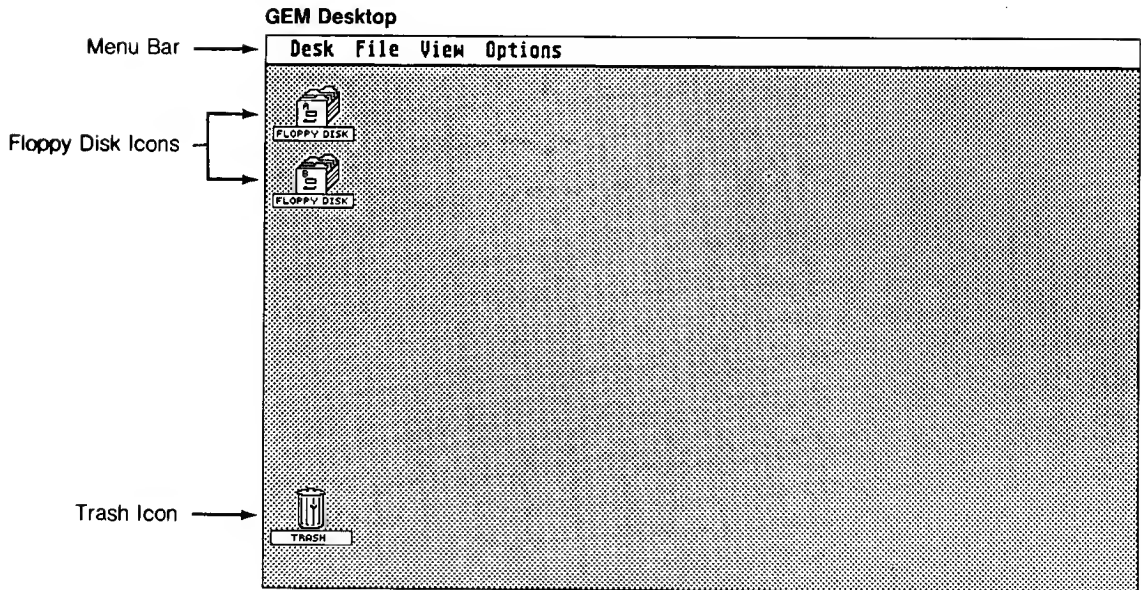 GEM Desktop
Menu Bar
Desk File View Options
A
FLOPPY DISK
Floppy Disk Icons
B
FLOPPY DISK
Trash Icon
TRASH